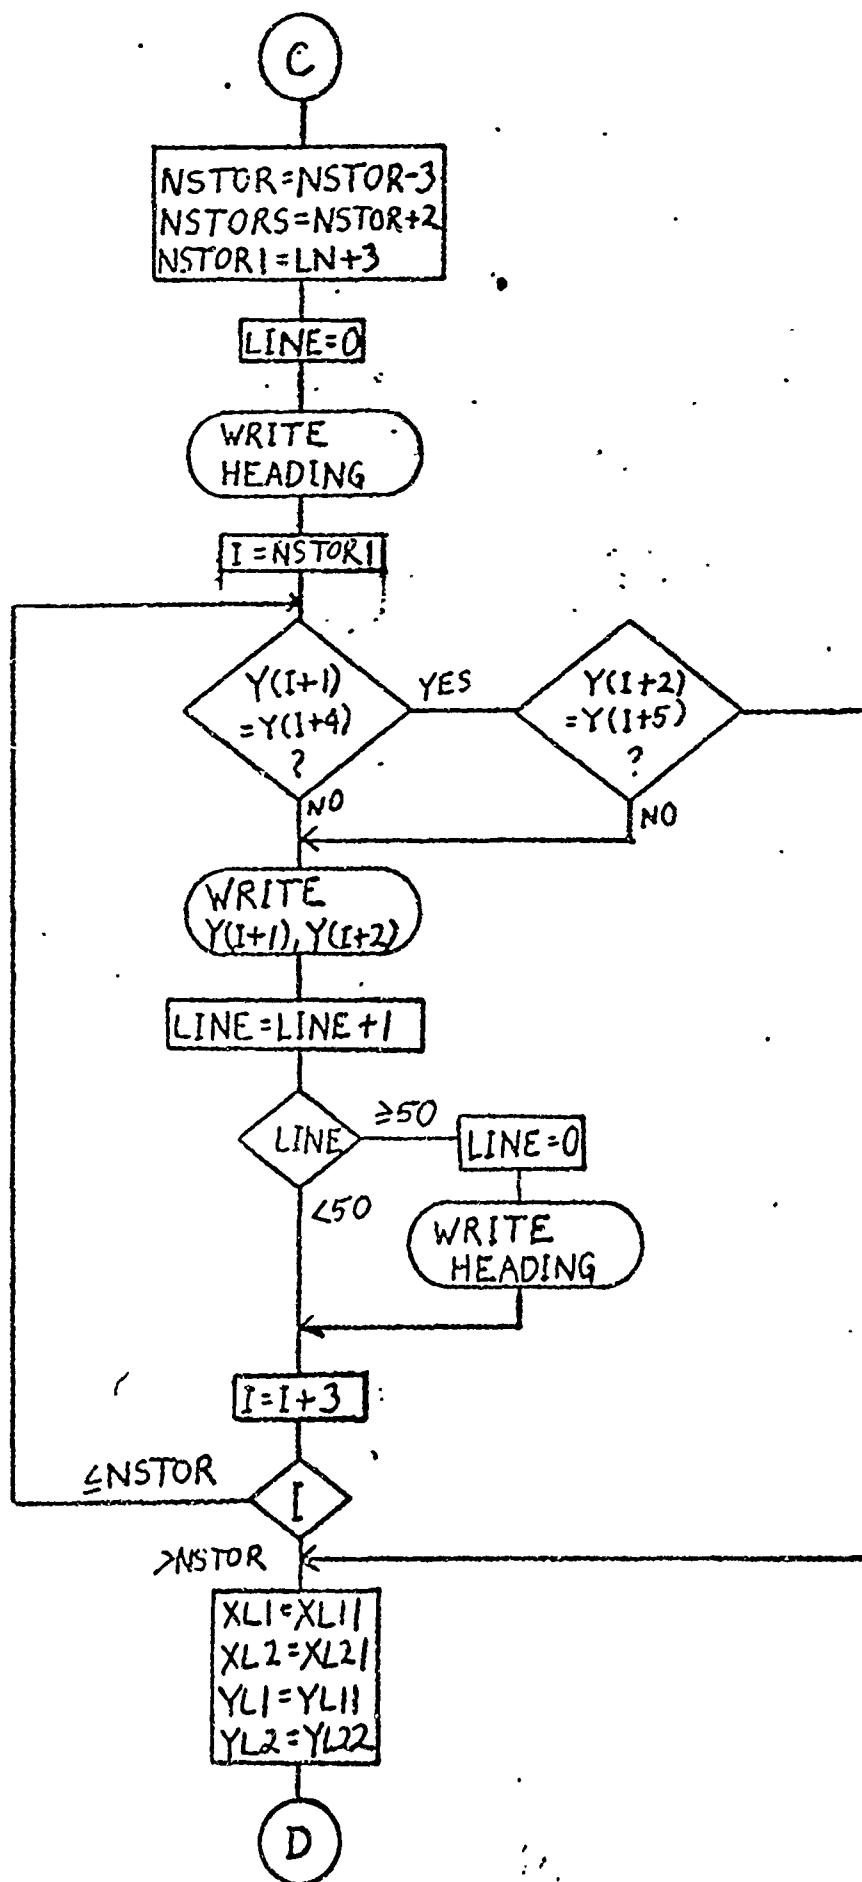 C
NSTOR=NSTOR-3
NSTORS=NSTOR+2
NSTOR1=LN+3
LINE=0
WRITE
HEADING
I=NSTOR1
Y(I+1)
=Y(I+4)
?
YES
Y(I+2)
=Y(I+5)
?
NO
NO
WRITE
Y(I+1), Y(I+2)
LINE=LINE+1
LINE
≥50
LINE=0
<50
WRITE
HEADING
I=I+3
≤NSTOR
I
>NSTOR
XL1=XL11
XL2=XL21
YL1=YL11
YL2=YL22
D